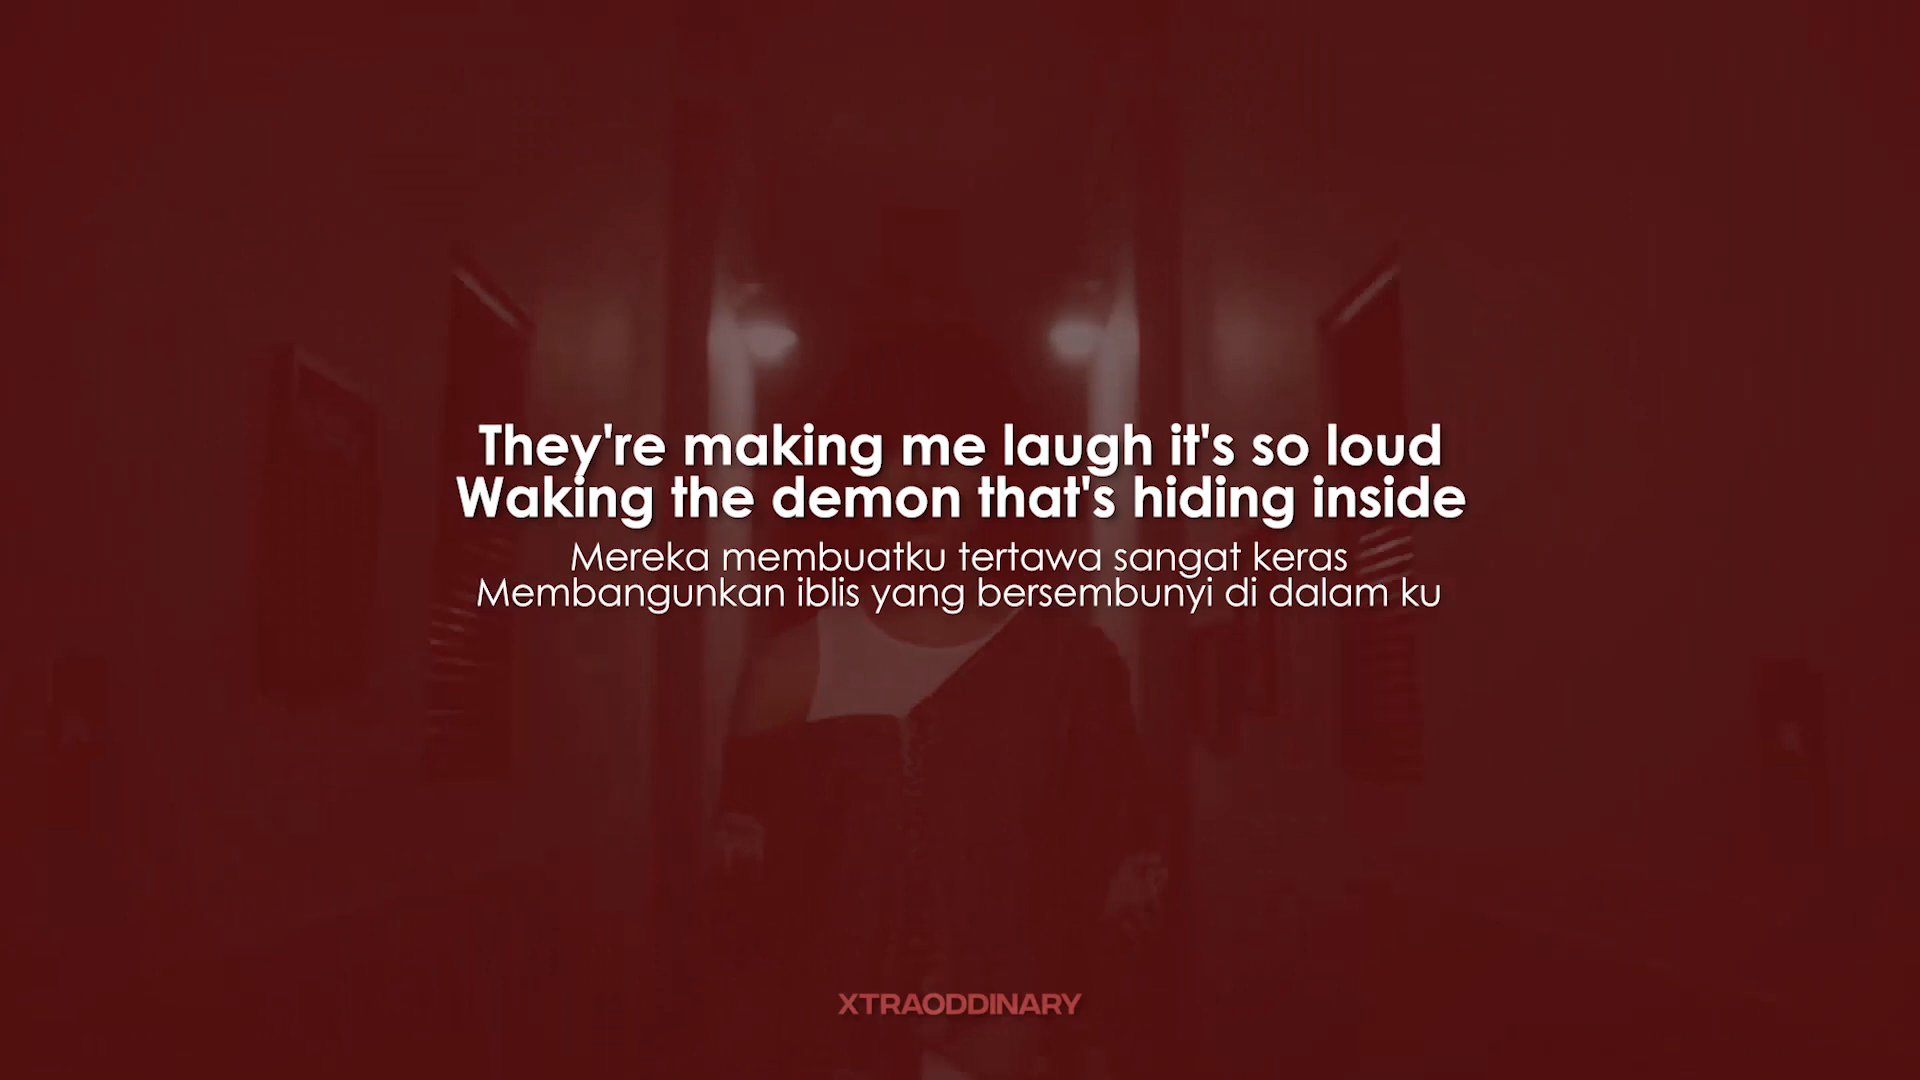 They're making me laugh it's so loud
Waking the demon that's hiding inside
Mereka membuatku tertawa sangat keras
Membangunkan iblis yang bersembunyi di dalam ku
XTRAODDINARY